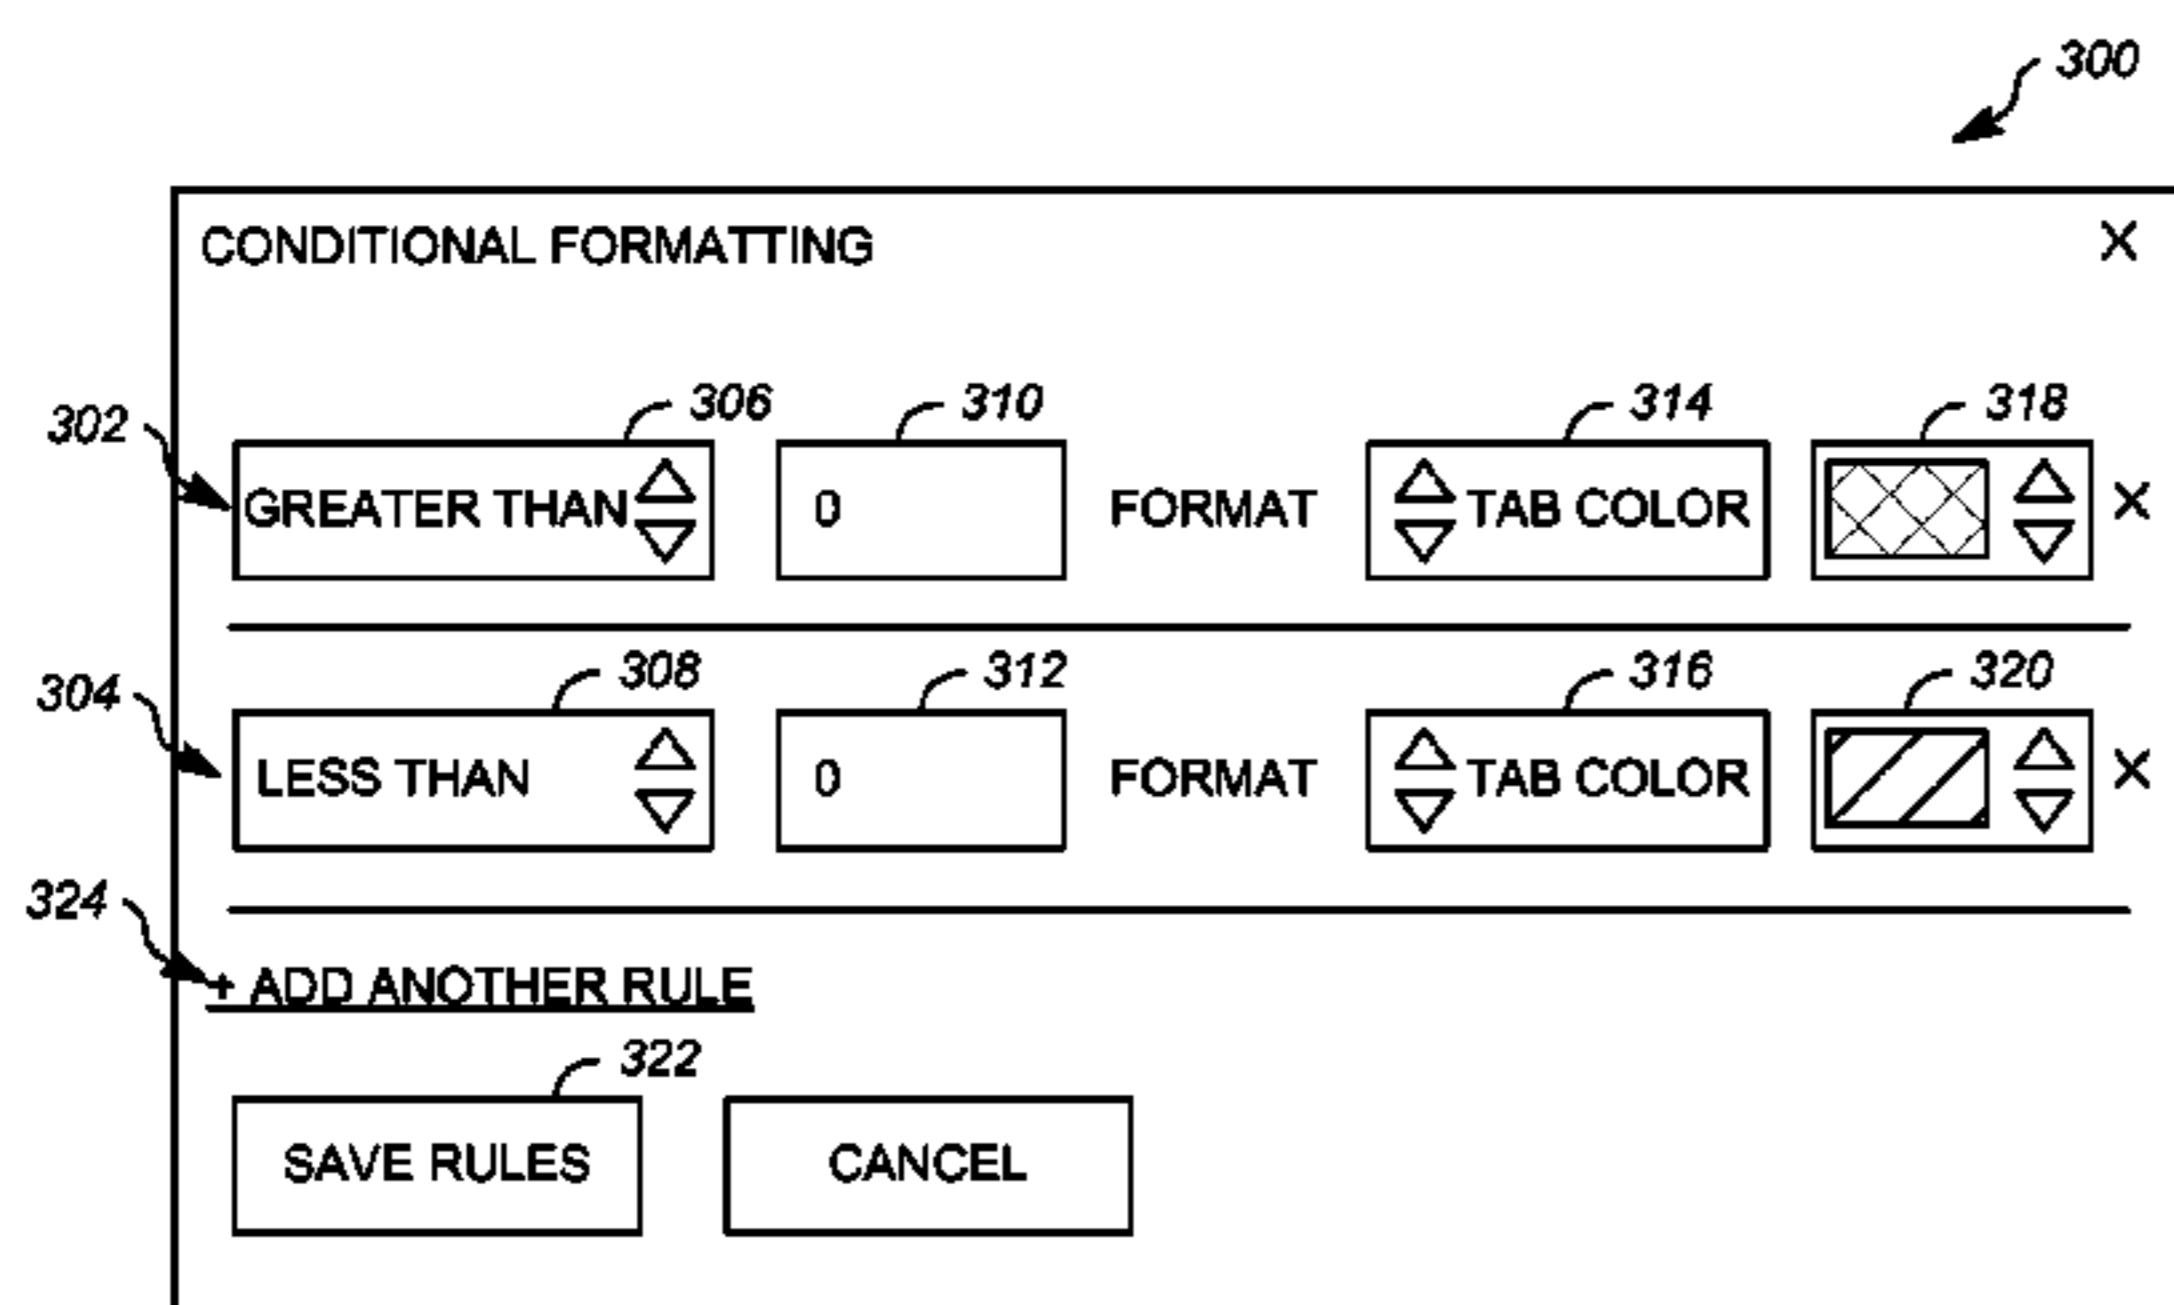 300
CONDITIONAL FORMATTING X
302 306 310 314 318
GREATER THAN 0 FORMAT TAB COLOR X
304 308 312 316 320
LESS THAN 0 FORMAT TAB COLOR X
324
+ ADD ANOTHER RULE
322
SAVE RULES CANCEL